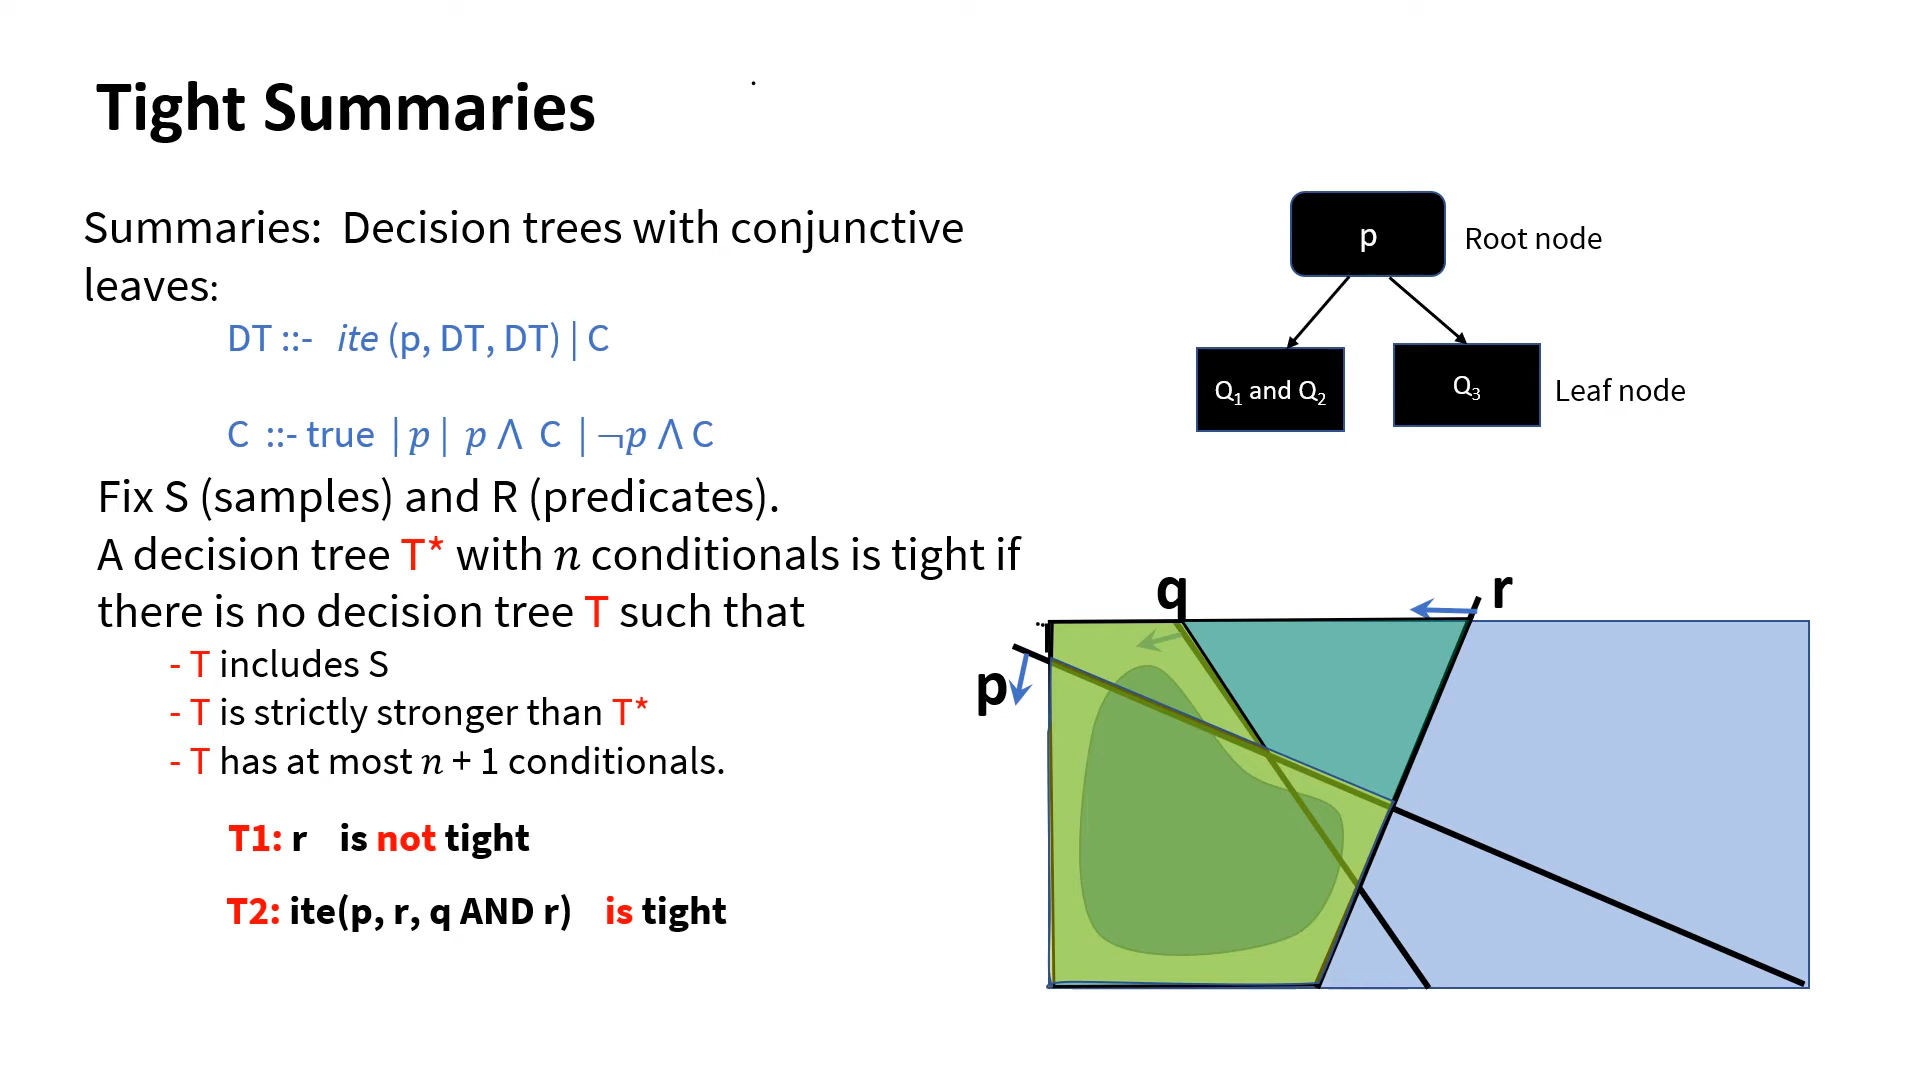 Tight Summaries
Summaries: Decision trees with conjunctive
leaves:
DT ::- ite (p, DT, DT) | C
C ::- true | p | p ⋀ C | ¬p ⋀ C
Fix S (samples) and R (predicates).
A decision tree T* with n conditionals is tight if
there is no decision tree T such that
- T includes S
- T is strictly stronger than T*
- T has at most n + 1 conditionals.
T1: r is not tight
T2: ite(p, r, q AND r) is tight
p
Root node
Q₁ and Q₂
Q₃
Leaf node
q
r
p